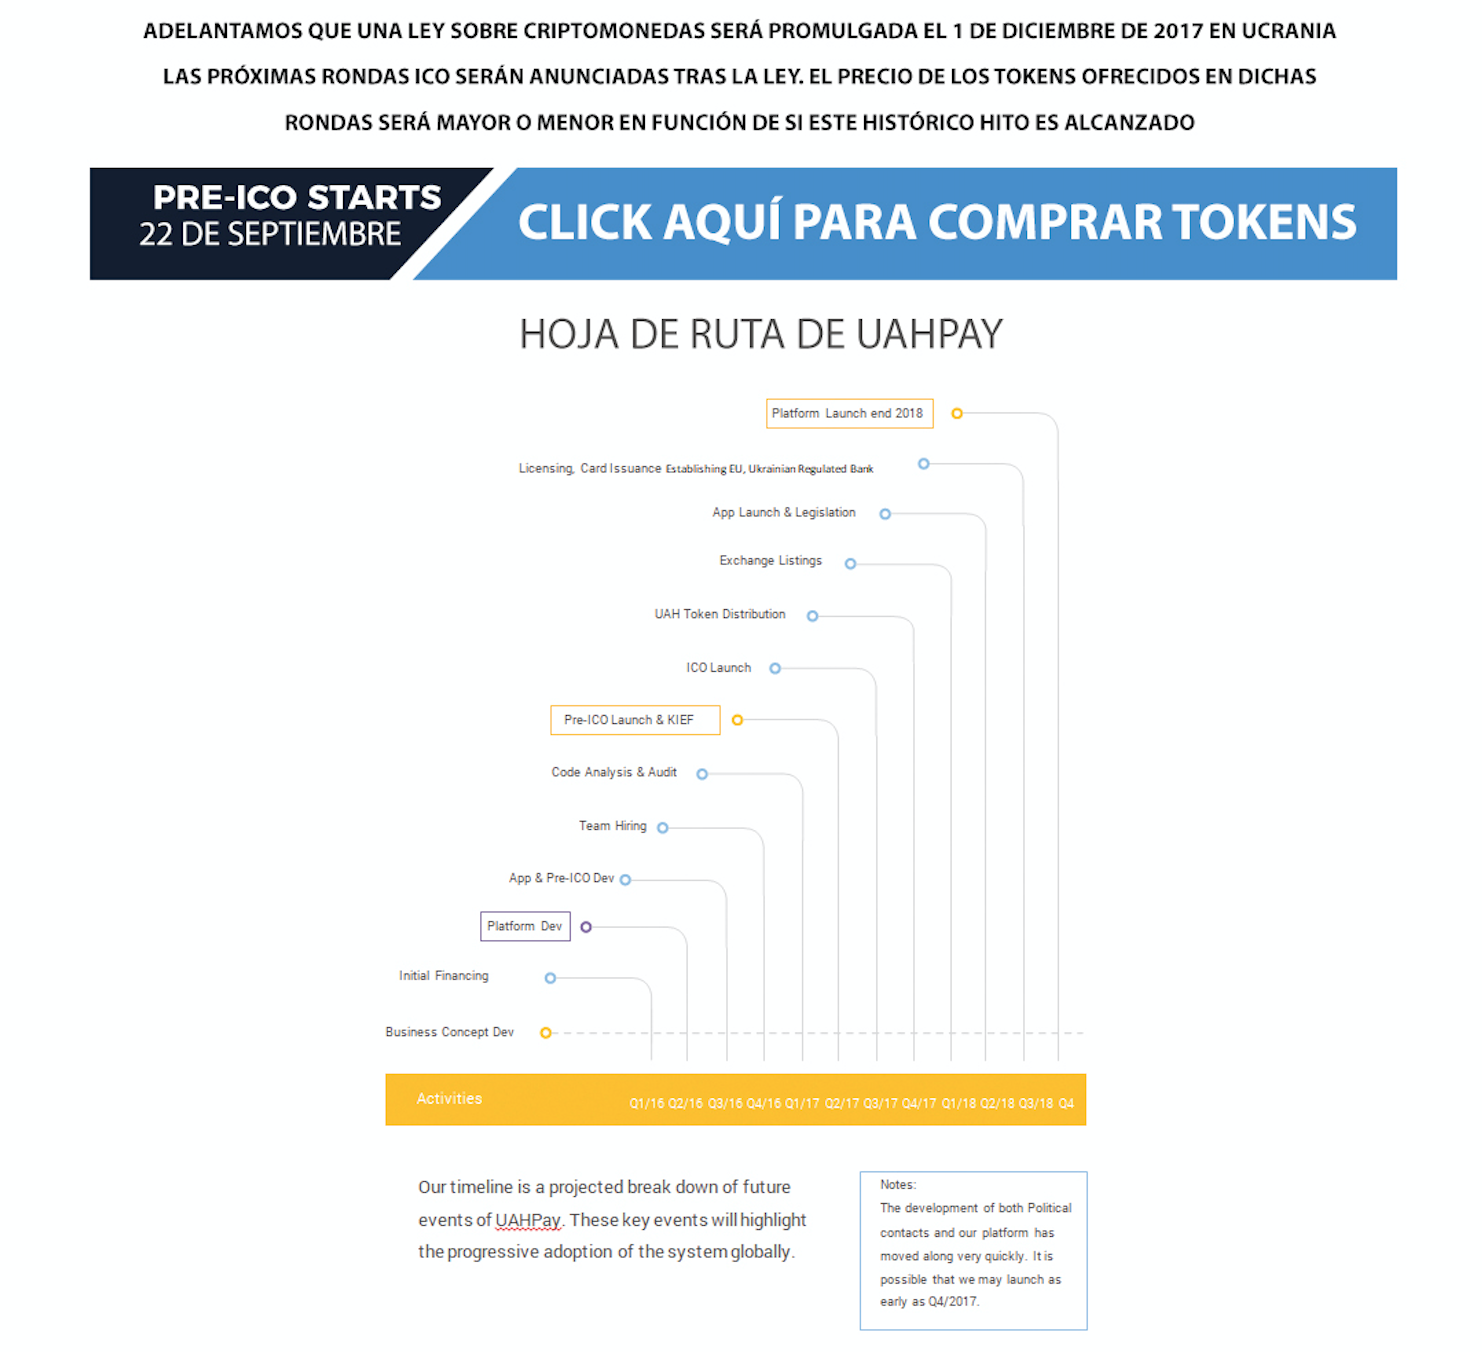 ADELANTAMOS QUE UNA LEY SOBRE CRIPTOMONEDAS SERÁ PROMULGADA EL 1 DE DICIEMBRE DE 2017 EN UCRANIA
LAS PRÓXIMAS RONDAS ICO SERÁN ANUNCIADAS TRAS LA LEY. EL PRECIO DE LOS TOKENS OFRECIDOS EN DICHAS
RONDAS SERÁ MAYOR O MENOR EN FUNCIÓN DE SI ESTE HISTÓRICO HITO ES ALCANZADO
PRE-ICO STARTS
22 DE SEPTIEMBRE
CLICK AQUÍ PARA COMPRAR TOKENS
HOJA DE RUTA DE UAHPAY
Platform Launch end 2018
Licensing, Card Issuance Establishing EU, Ukrainian Regulated Bank
App Launch & Legislation
Exchange Listings
UAH Token Distribution
ICO Launch
Pre-ICO Launch & KIEF
Code Analysis & Audit
Team Hiring
App & Pre-ICO Dev
Platform Dev
Initial Financing
Business Concept Dev
Activities Q1/16 Q2/16 Q3/16 Q4/16 Q1/17 Q2/17 Q3/17 Q4/17 Q1/18 Q2/18 Q3/18 Q4
Our timeline is a projected break down of future
events of UAHPay. These key events will highlight
the progressive adoption of the system globally.
Notes:
The development of both Political
contacts and our platform has
moved along very quickly. It is
possible that we may launch as
early as Q4/2017.